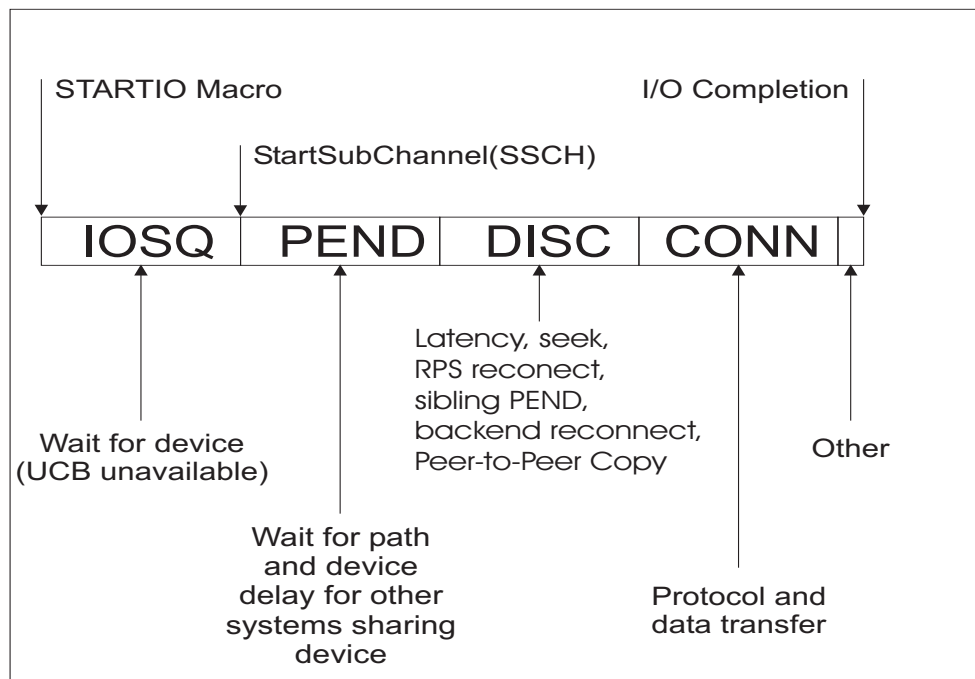 STARTIO Macro
I/O Completion
StartSubChannel(SSCH)
IOSQ
PEND
DISC
CONN
Latency, seek,
RPS reconect,
sibling PEND,
backend reconnect,
Peer-to-Peer Copy
Wait for device
(UCB unavailable)
Other
Wait for path
and device
delay for other
systems sharing
device
Protocol and
data transfer